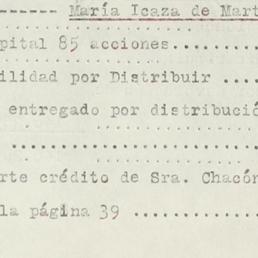 ------ María Icaza de Mart
pital 85 acciones.......
ilidad por Distribuir ....
entregado por distribució
..................
rte crédito de Sra. Chacón
la página 39 ..........